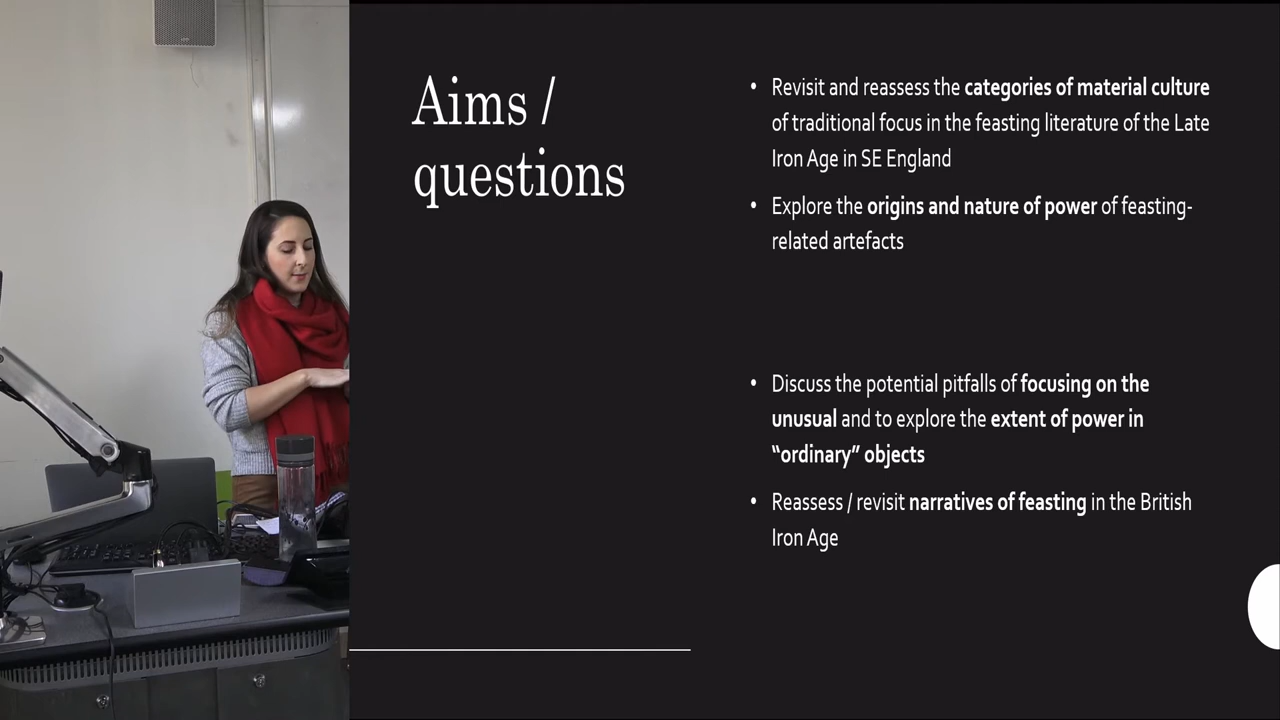 Aims /
questions
• Revisit and reassess the categories of material culture
of traditional focus in the feasting literature of the Late
Iron Age in SE England
• Explore the origins and nature of power of feasting-
related artefacts
• Discuss the potential pitfalls of focusing on the
unusual and to explore the extent of power in
“ordinary” objects
• Reassess / revisit narratives of feasting in the British
Iron Age